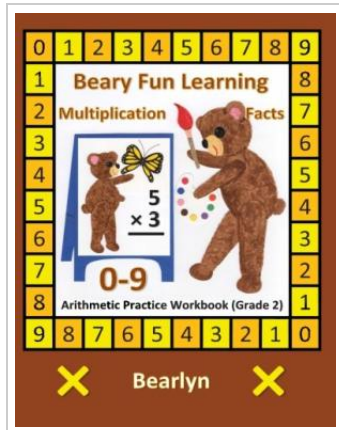 0 1 2 3 4 5 6 7 8 9
1 Beary Fun Learning 8
2 Multiplication Facts 7
3 6
4 5
5 5 4
× 3
6 3
7 2
0-9
8 Arithmetic Practice Workbook (Grade 2) 1
9 8 7 6 5 4 3 2 1 0
× Bearlyn ×